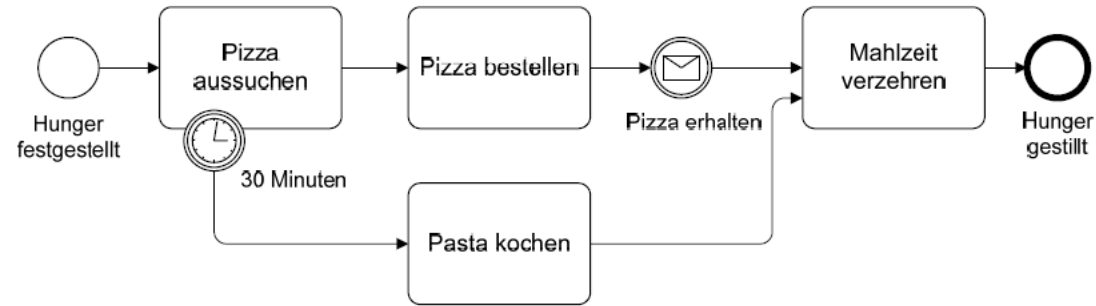 Pizza
aussuchen
Pizza bestellen
Mahlzeit
verzehren
Hunger
festgestellt
Pizza erhalten
Hunger
gestillt
30 Minuten
Pasta kochen